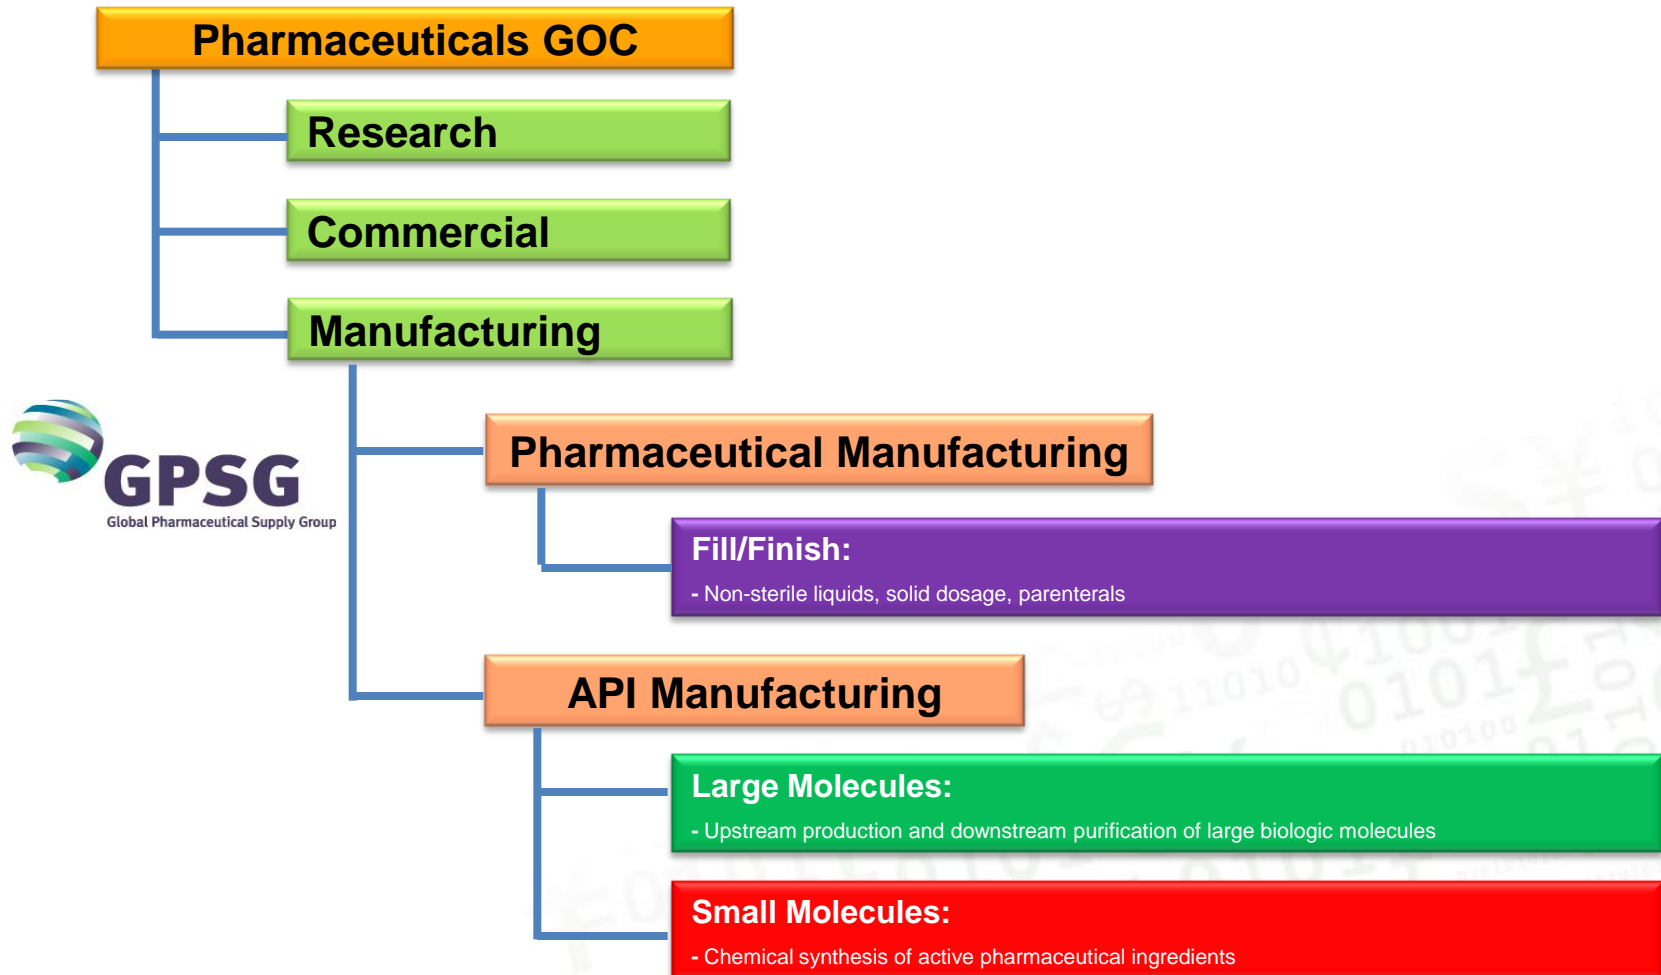 Pharmaceuticals GOC
Research
Commercial
Manufacturing
GPSG
Global Pharmaceutical Supply Group
Pharmaceutical Manufacturing
Fill/Finish:
- Non-sterile liquids, solid dosage, parenterals
API Manufacturing
Large Molecules:
- Upstream production and downstream purification of large biologic molecules
Small Molecules:
- Chemical synthesis of active pharmaceutical ingredients